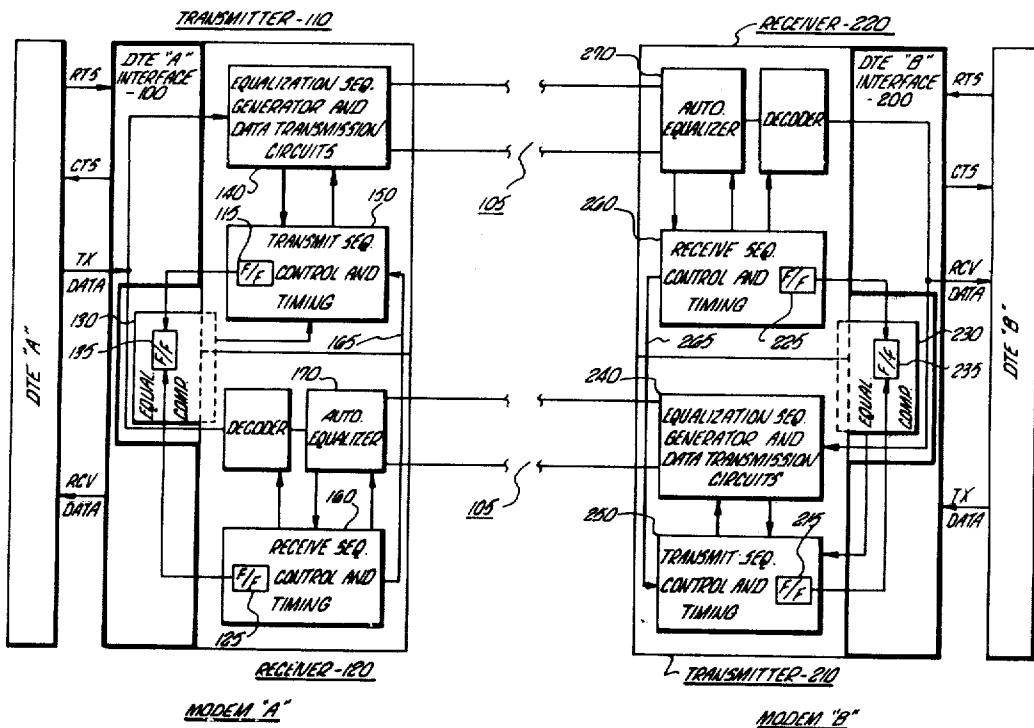 TRANSMITTER-110
RECEIVER-220
DTE "A"
INTERFACE
-100
RTS
CTS
TX
DATA
RCV
DATA
DTE "A"
EQUALIZATION SEQ.
GENERATOR AND
DATA TRANSMISSION
CIRCUITS
140
150
115
TRANSMIT SEQ.
CONTROL AND
TIMING
F/F
130
135
F/F
EQUAL
COMP.
165
170
DECODER
AUTO.
EQUALIZER
160
RECEIVE SEQ.
CONTROL AND
TIMING
F/F
125
RECEIVER-120
MODEM "A"
105
105
270
AUTO.
EQUALIZER
DECODER
260
RECEIVE SEQ.
CONTROL AND
TIMING
F/F
225
265
240
EQUALIZATION SEQ.
GENERATOR AND
DATA TRANSMISSION
CIRCUITS
250
215
TRANSMIT SEQ.
CONTROL AND
TIMING
F/F
DTE "B"
INTERFACE
-200
RTS
CTS
RCV
DATA
230
235
F/F
EQUAL
COMP.
TX
DATA
DTE "B"
TRANSMITTER-210
MODEM "B"